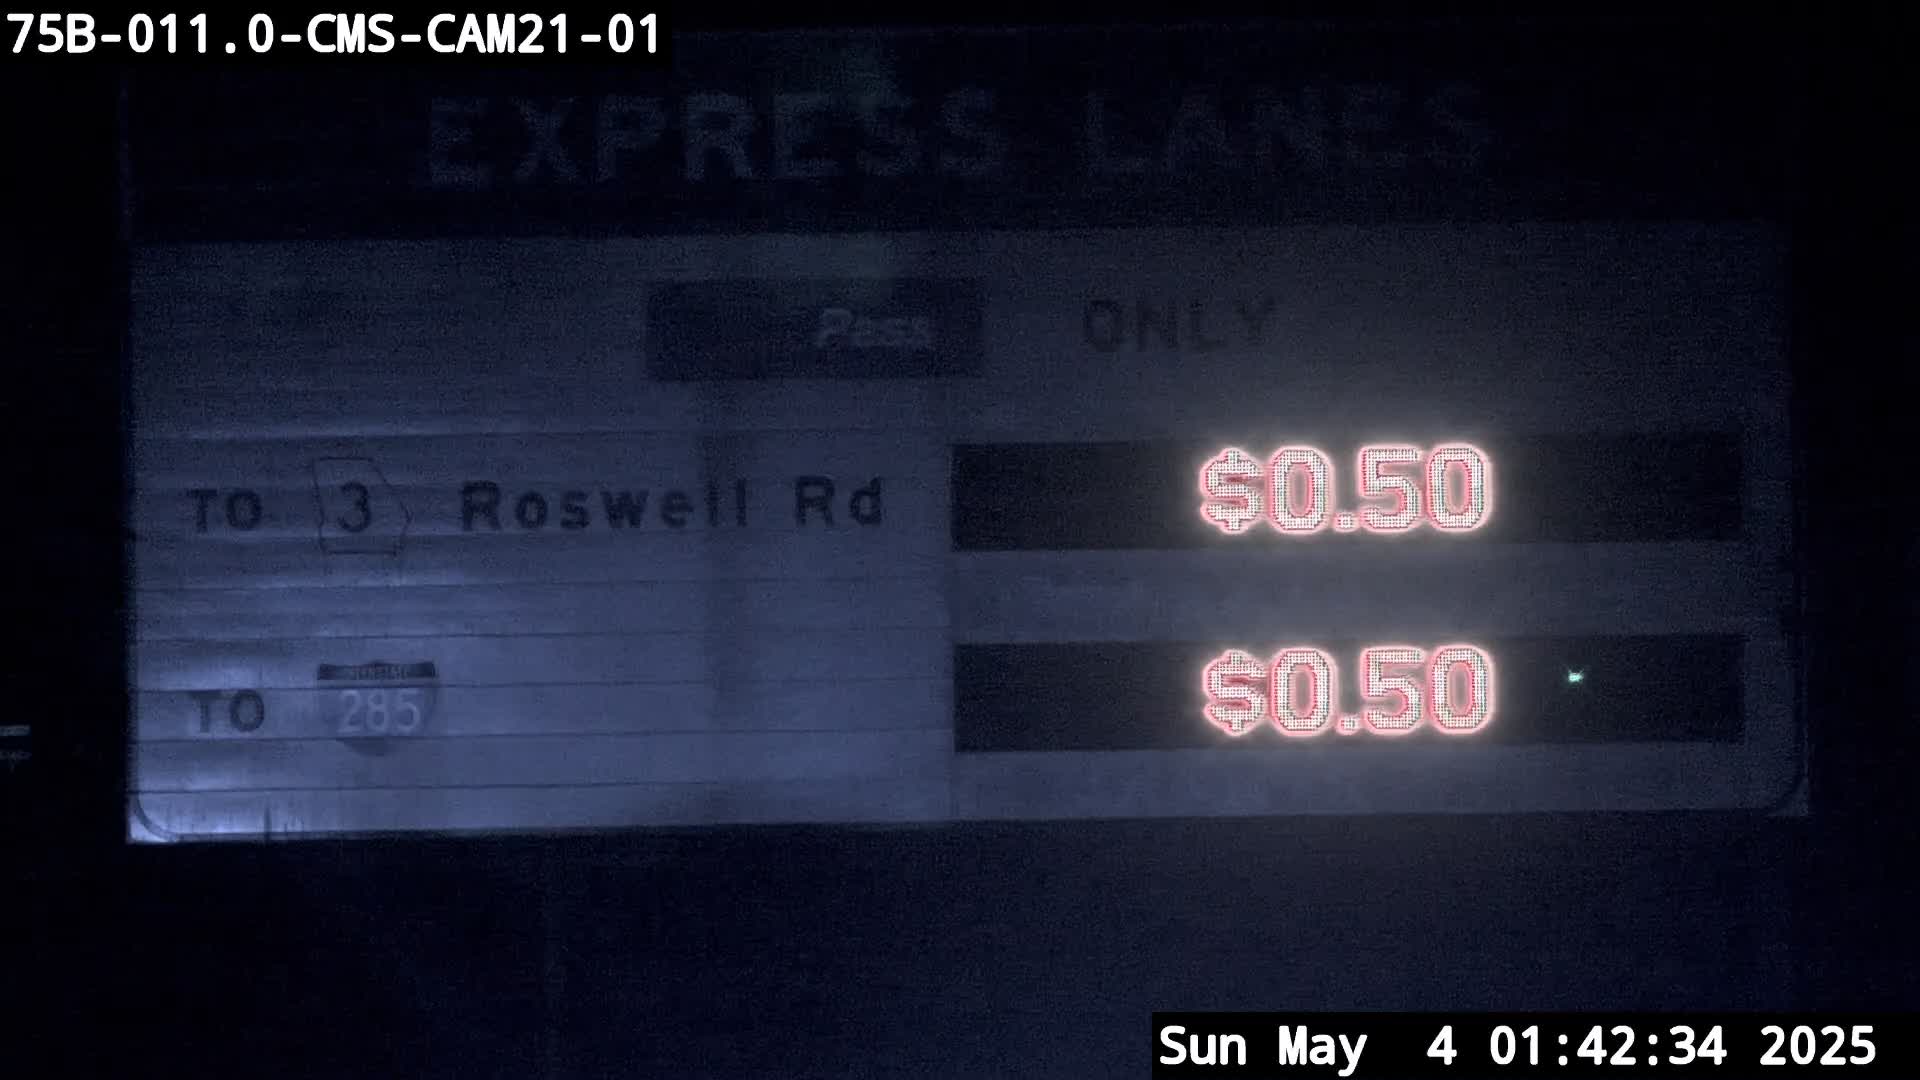 75B-011.0-CMS-CAM21-01
EXPRESS LANES
Pass ONLY
TO 3 Roswell Rd $0.50
INTERSTATE
TO 285 $0.50
Sun May 4 01:42:34 2025